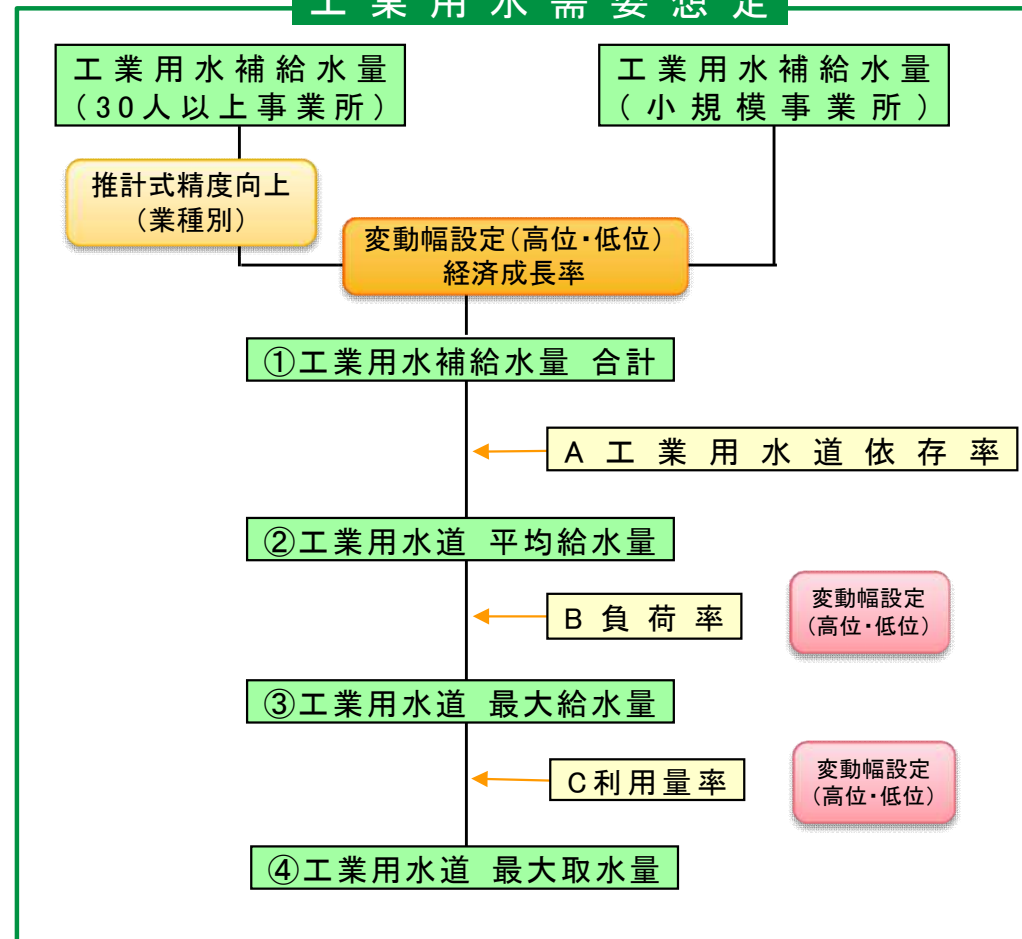 工業用水需要想定
工業用水補給水量
（30人以上事業所）
工業用水補給水量
（小規模事業所）
推計式精度向上
（業種別）
変動幅設定（高位・低位）
経済成長率
①工業用水補給水量 合計
A工業用水道依存率
②工業用水道 平均給水量
B負荷率
変動幅設定
（高位・低位）
③工業用水道 最大給水量
C利用量率
変動幅設定
（高位・低位）
④工業用水道 最大取水量